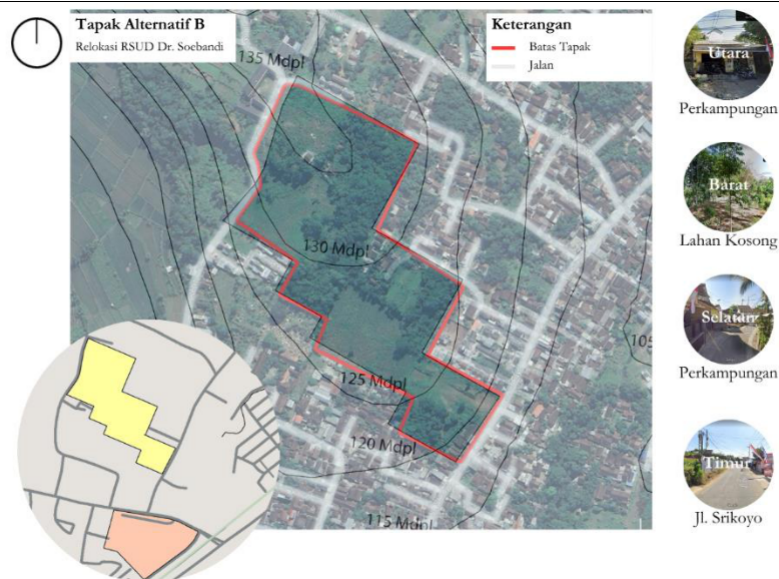 Tapak Alternatif B
Relokasi RSUD Dr. Soebandi
Keterangan
Batas Tapak
Jalan
135 Mdpl
130 Mdpl
125 Mdpl
120 Mdpl
115 Mdpl
105
Utara
Perkampungan
Barat
Lahan Kosong
Selatan
Perkampungan
Timur
Jl. Srikoyo